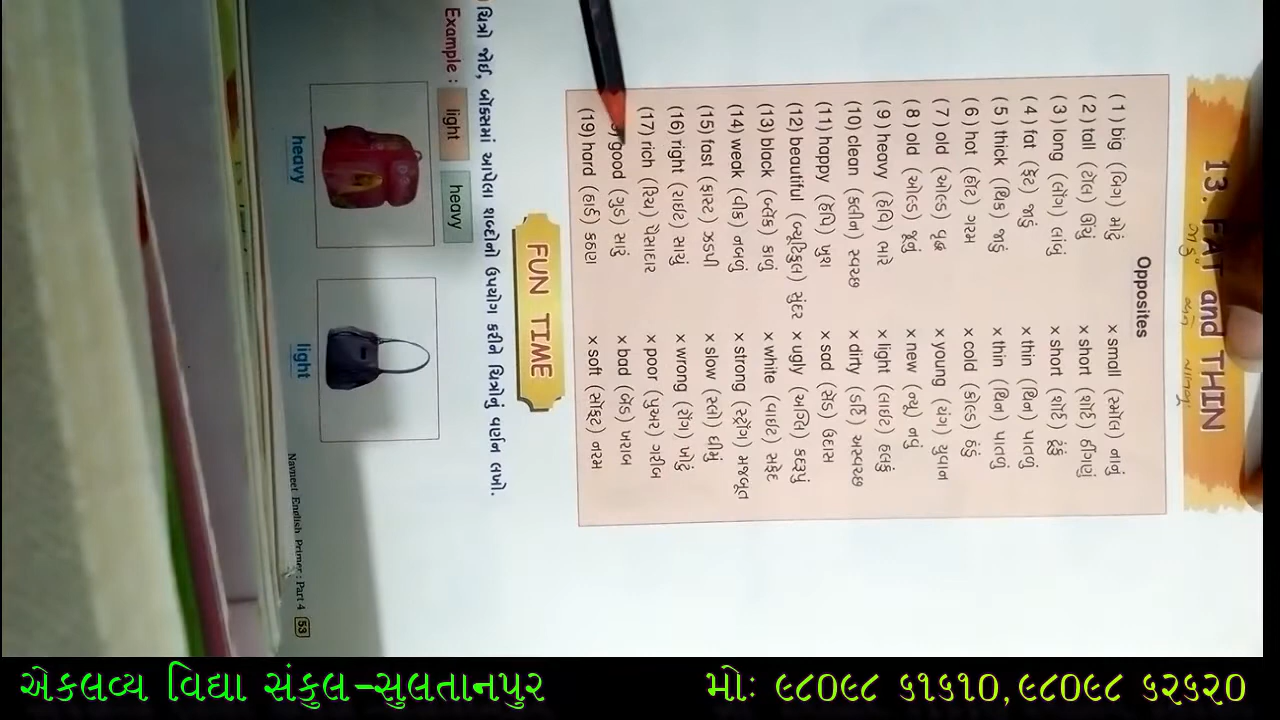 13. FAT and THIN
જાડું અને પાતળું
Opposites
( 1 ) big (બિગ) મોટું × small (સ્મૉલ) નાનું
( 2 ) tall (ટૉલ) ઊંચું × short (શૉર્ટ) ઠીંગણું
( 3 ) long (લૉંગ) લાંબું × short (શૉર્ટ) ટૂંકું
( 4 ) fat (ફૅટ) જાડું × thin (થિન) પાતળું
( 5 ) thick (થિક) જાડું × thin (થિન) પાતળું
( 6 ) hot (હૉટ) ગરમ × cold (કોલ્ડ) ઠંડું
( 7 ) old (ઓલ્ડ) વૃદ્ધ × young (યંગ) યુવાન
( 8 ) old (ઓલ્ડ) જૂનું × new (ન્યૂ) નવું
( 9 ) heavy (હેવિ) ભારે × light (લાઇટ) હલકું
(10) clean (ક્લીન) સ્વચ્છ × dirty (ડર્ટિ) અસ્વચ્છ
(11) happy (હૅપિ) ખુશ × sad (સૅડ) ઉદાસ
(12) beautiful (બ્યૂટિફુલ) સુંદર × ugly (અગ્લિ) કદરૂપું
(13) black (બ્લૅક) કાળું × white (વાઇટ) સફેદ
(14) weak (વીક) નબળું × strong (સ્ટ્રૉંગ) મજબૂત
(15) fast (ફાસ્ટ) ઝડપી × slow (સ્લો) ધીમું
(16) right (રાઇટ) સાચું × wrong (રૉંગ) ખોટું
(17) rich (રિચ) પૈસાદાર × poor (પુઅર) ગરીબ
) good (ગુડ) સારું × bad (બૅડ) ખરાબ
(19) hard (હાર્ડ) કઠણ × soft (સૉફ્ટ) નરમ
FUN TIME
ચિત્રો જોઈ, બૉક્સમાં આપેલા શબ્દોનો ઉપયોગ કરીને ચિત્રોનું વર્ણન લખો.
Example : light heavy
heavy light
Navneet English Primer : Part 4 53
એકલવ્ય વિદ્યા સંકુલ-સુલતાનપુર મોઃ ૯૮૦૯૮ ૬૧૬૧૦,૯૮૦૯૮ ૬૨૬૨૦